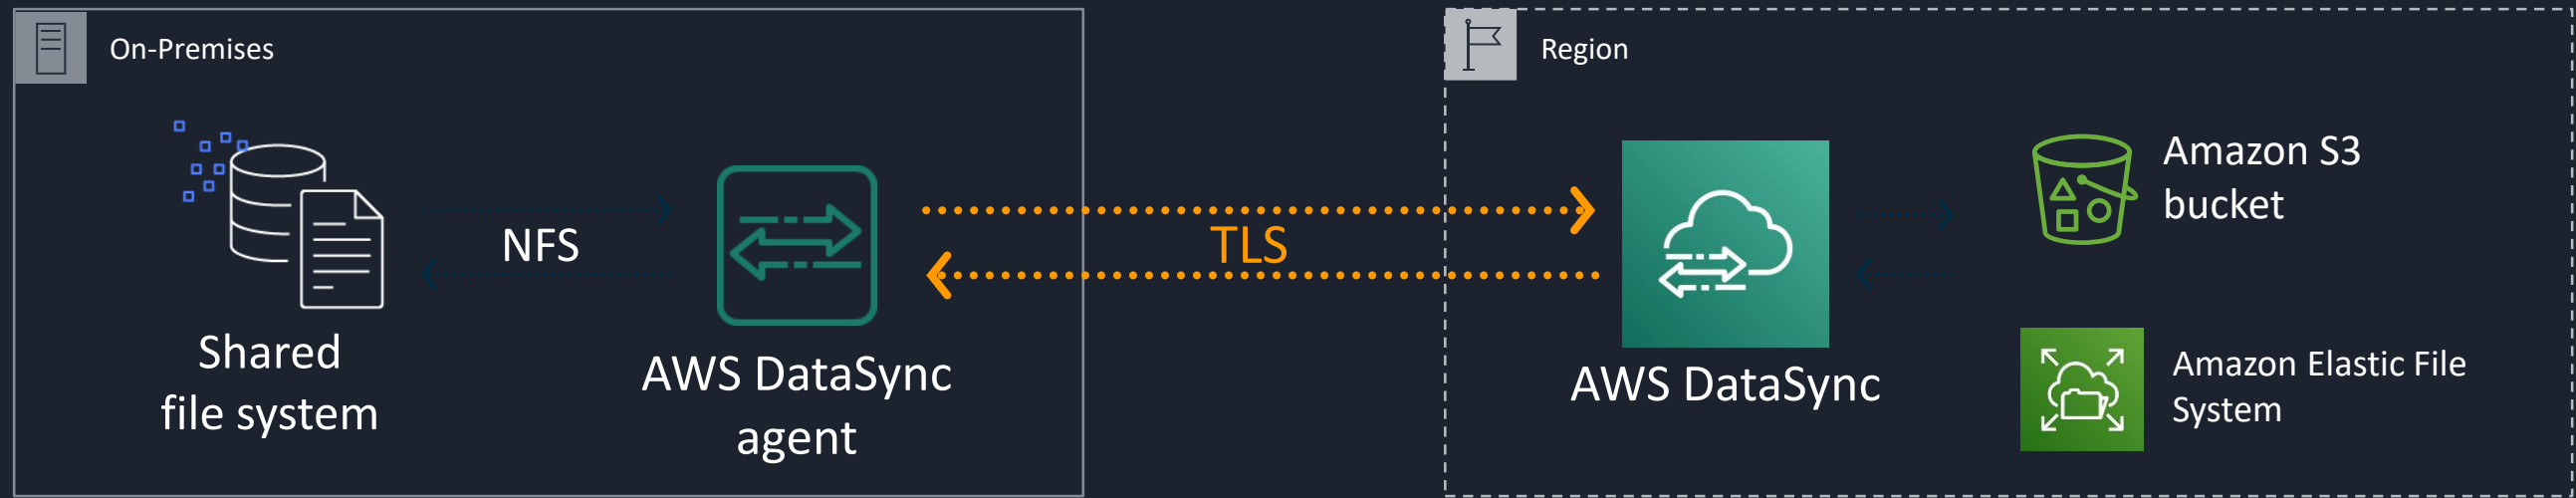 On-Premises
Region
Shared
file system
NFS
AWS DataSync
agent
TLS
AWS DataSync
Amazon S3
bucket
Amazon Elastic File
System